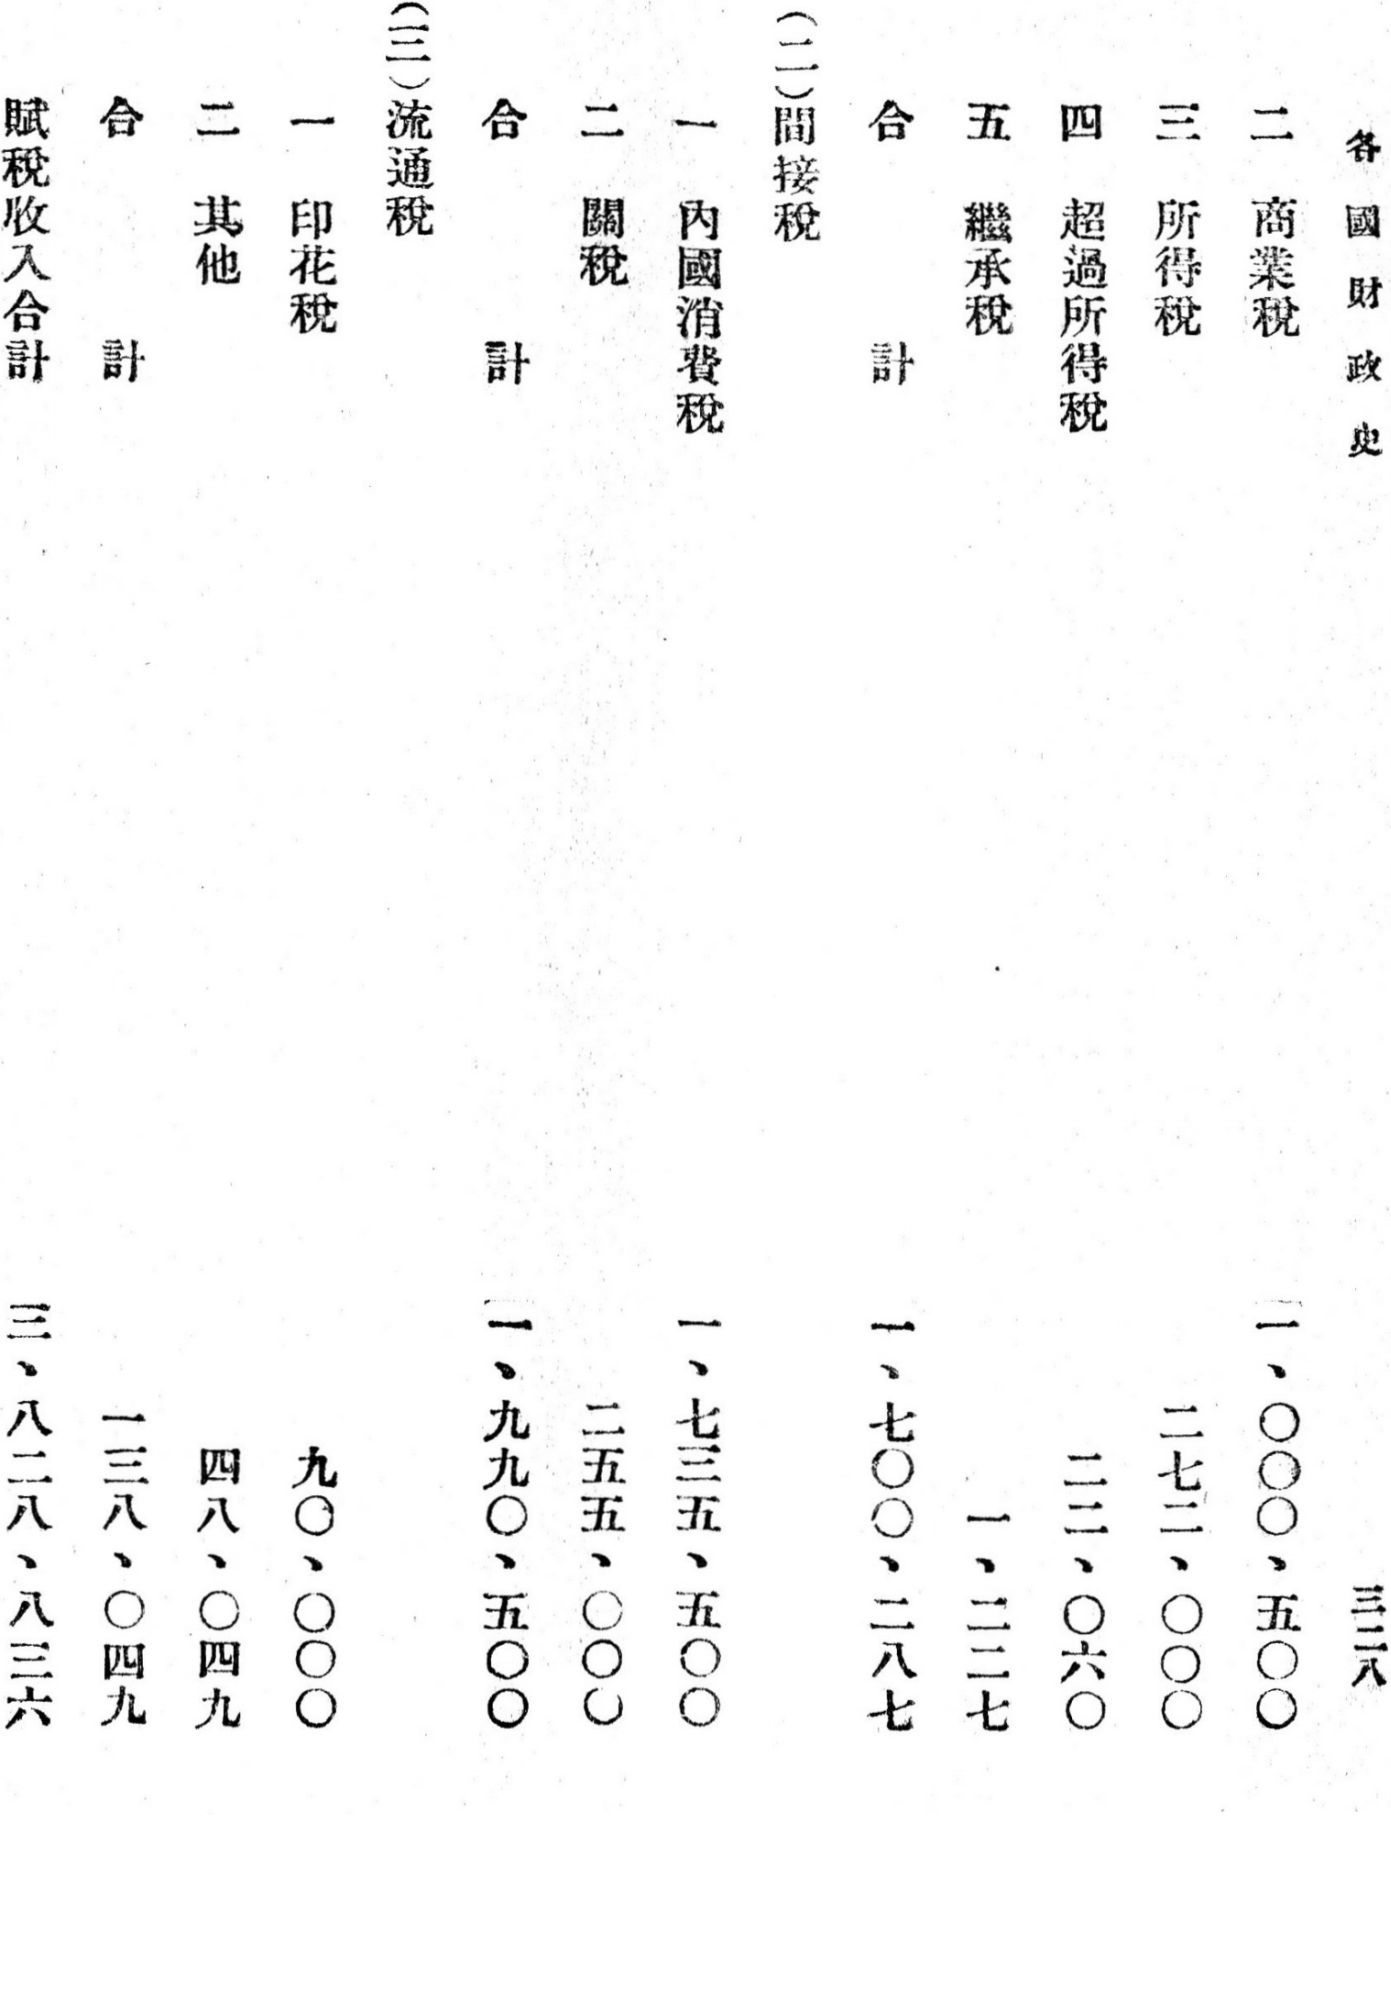 各國財政史 三二八
二 商業稅 一、〇〇〇、五〇〇
三 所得稅 二七二、〇〇〇
四 超過所得稅 二二、〇六〇
五 繼承稅 一、二二七
合計 一、七〇〇、二八七
(二)間接稅
一 內國消費稅 一、七三五、五〇〇
二 關稅 二五五、〇〇〇
合計 一、九九〇、五〇〇
(三)流通稅
一 印花稅 九〇、〇〇〇
二 其他 四八、〇四九
合計 一三八、〇四九
賦稅收入合計 三、八二八、八三六